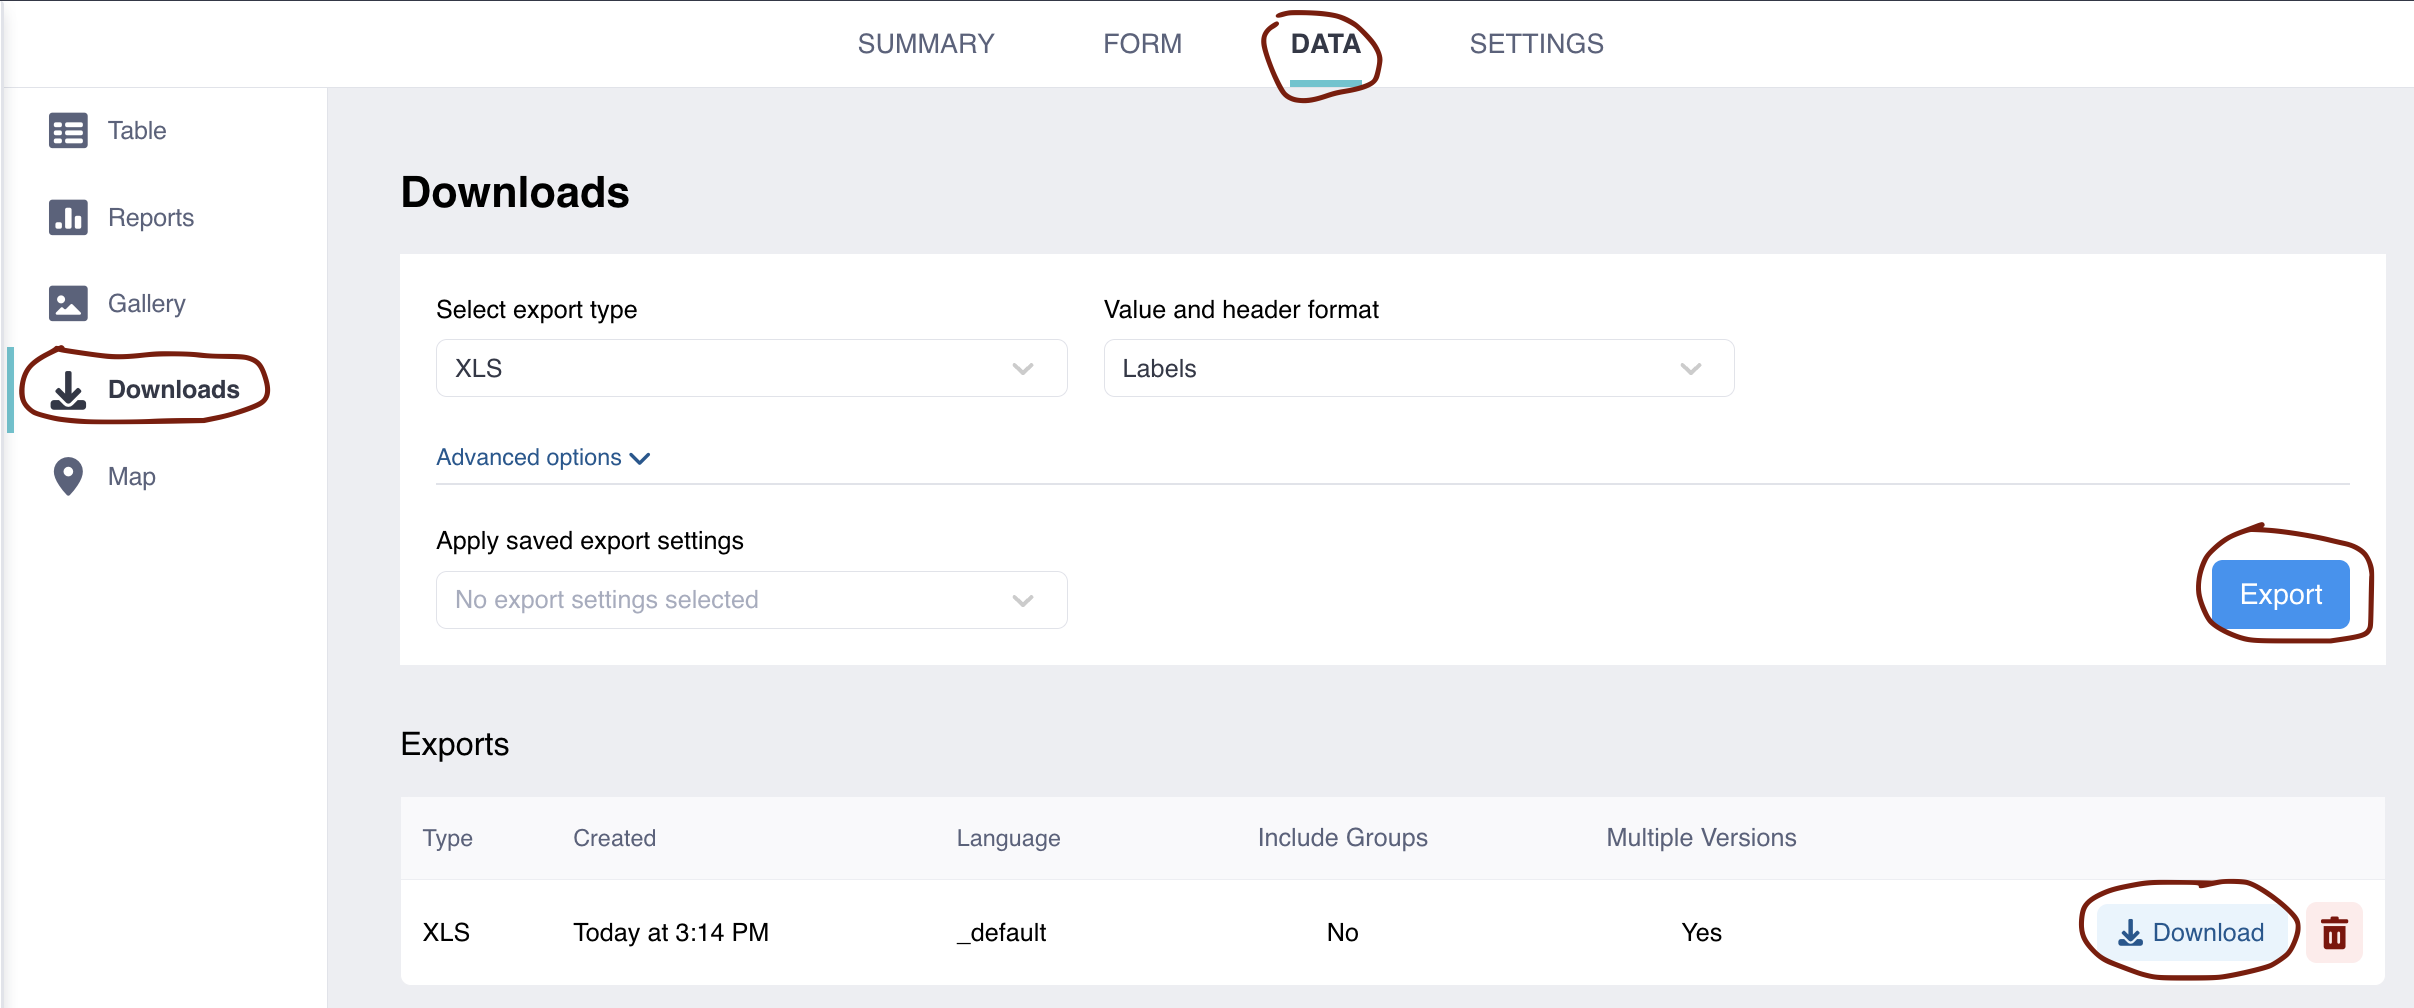 SUMMARY FORM DATA SETTINGS
Table
Reports
Gallery
Downloads
Map
Downloads
Select export type Value and header format
XLS Labels
Advanced options
Apply saved export settings
No export settings selected
Export
Exports
Type Created Language Include Groups Multiple Versions
XLS Today at 3:14 PM _default No Yes Download